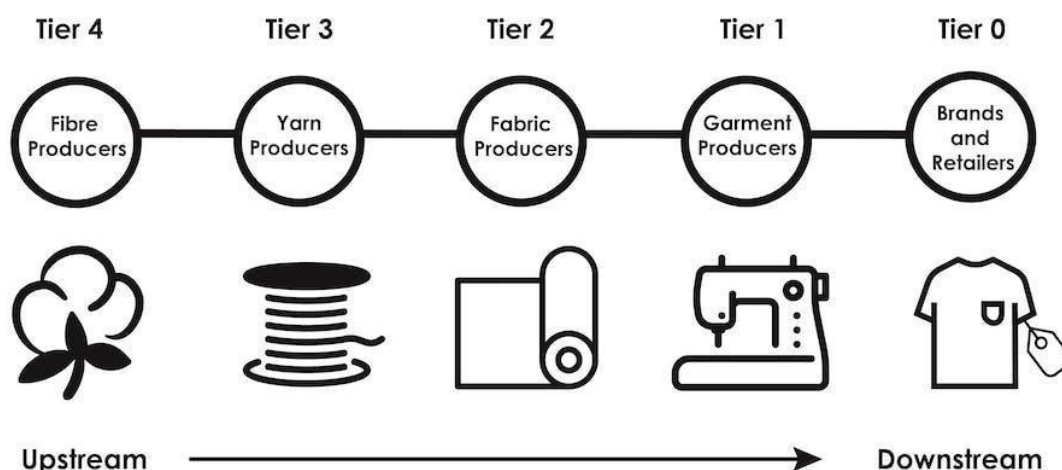 Tier 4
Tier 3
Tier 2
Tier 1
Tier 0
Fibre
Producers
Yarn
Producers
Fabric
Producers
Garment
Producers
Brands
and
Retailers
Upstream
Downstream